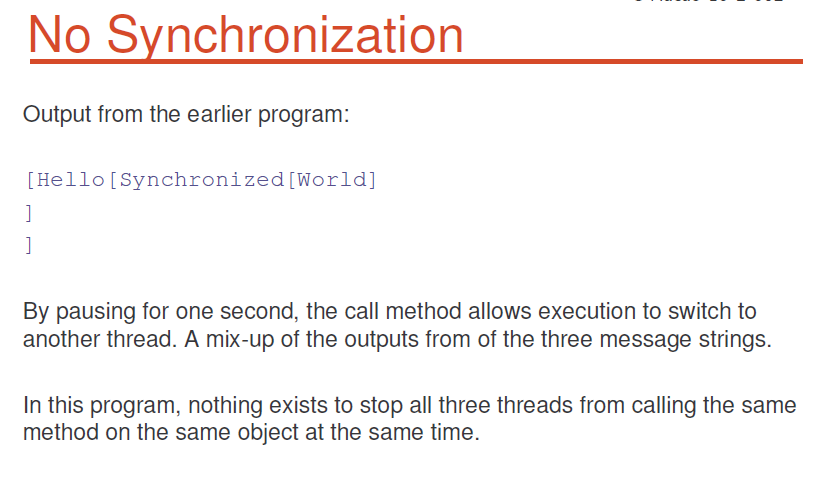 No Synchronization
Output from the earlier program:
[Hello[Synchronized[World]
]
]
By pausing for one second, the call method allows execution to switch to
another thread. A mix-up of the outputs from of the three message strings.
In this program, nothing exists to stop all three threads from calling the same
method on the same object at the same time.